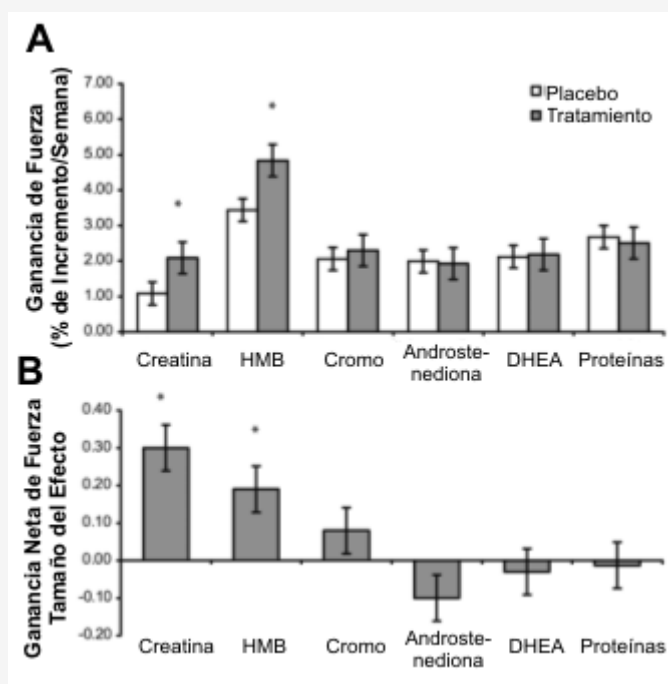 A
Ganancia de Fuerza
(% de Incremento/Semana)
7.00
6.00
5.00
4.00
3.00
2.00
1.00
0.00
*
*
Placebo
Tratamiento
Creatina
HMB
Cromo
Androste-
nediona
DHEA
Proteínas
B
Ganancia Neta de Fuerza
Tamaño del Efecto
0.40
0.30
0.20
0.10
0.00
-0.10
-0.20
*
*
Creatina
HMB
Cromo
Androste-
nediona
DHEA
Proteínas